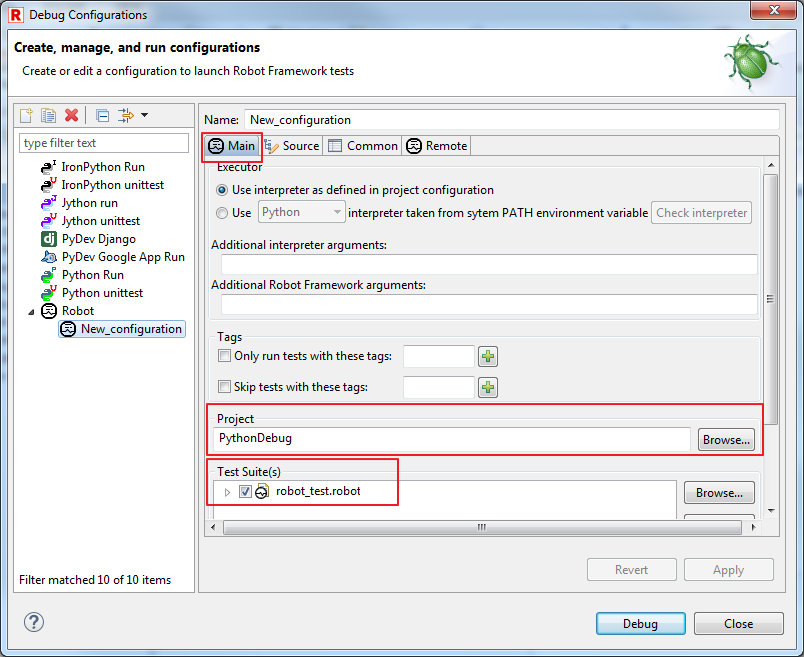 Debug Configurations
Create, manage, and run configurations
Create or edit a configuration to launch Robot Framework tests
type filter text
IronPython Run
IronPython unittest
Jython run
Jython unittest
PyDev Django
PyDev Google App Run
Python Run
Python unittest
Robot
New_configuration
Filter matched 10 of 10 items
Name: New_configuration
Main Source Common Remote
Executor
Use interpreter as defined in project configuration
Use Python interpreter taken from sytem PATH environment variable Check interpreter
Additional interpreter arguments:
Additional Robot Framework arguments:
Tags
Only run tests with these tags:
Skip tests with these tags:
Project
PythonDebug Browse...
Test Suite(s)
robot_test.robot Browse...
Revert Apply
Debug Close